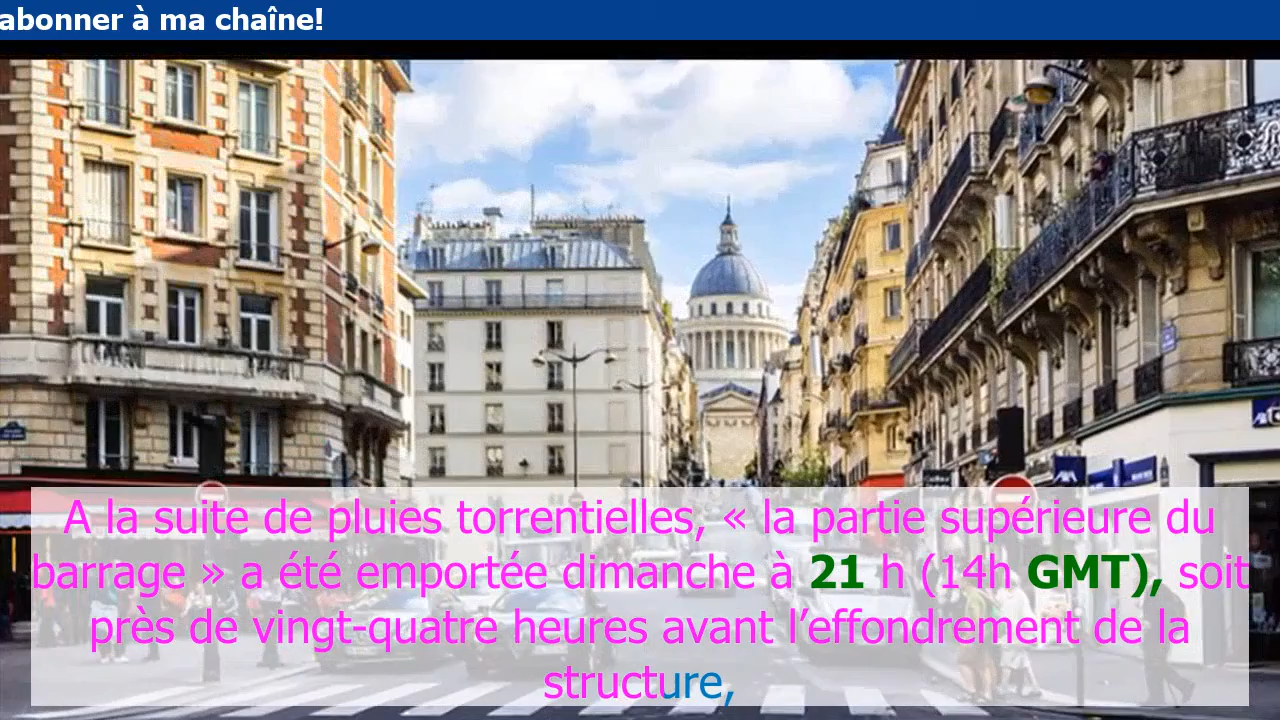 abonner à ma chaîne!
A la suite de pluies torrentielles, « la partie supérieure du
barrage » a été emportée dimanche à 21 h (14h GMT), soit
près de vingt-quatre heures avant l’effondrement de la
structure,
AXA